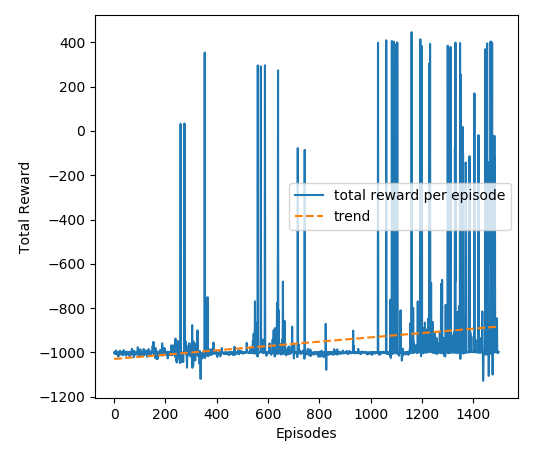 400
200
0
−200
−400
−600
−800
−1000
−1200
Total Reward
total reward per episode
trend
0 200 400 600 800 1000 1200 1400
Episodes